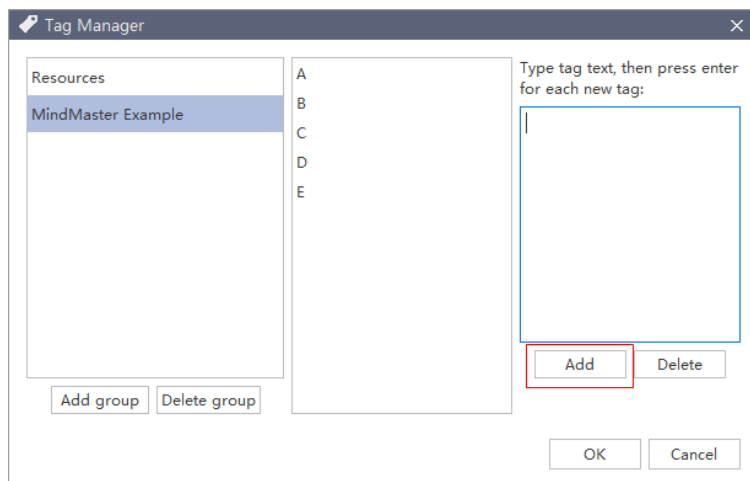 Tag Manager
Resources
MindMaster Example
Add group
Delete group
A
B
C
D
E
Type tag text, then press enter
for each new tag:
Add
Delete
OK
Cancel